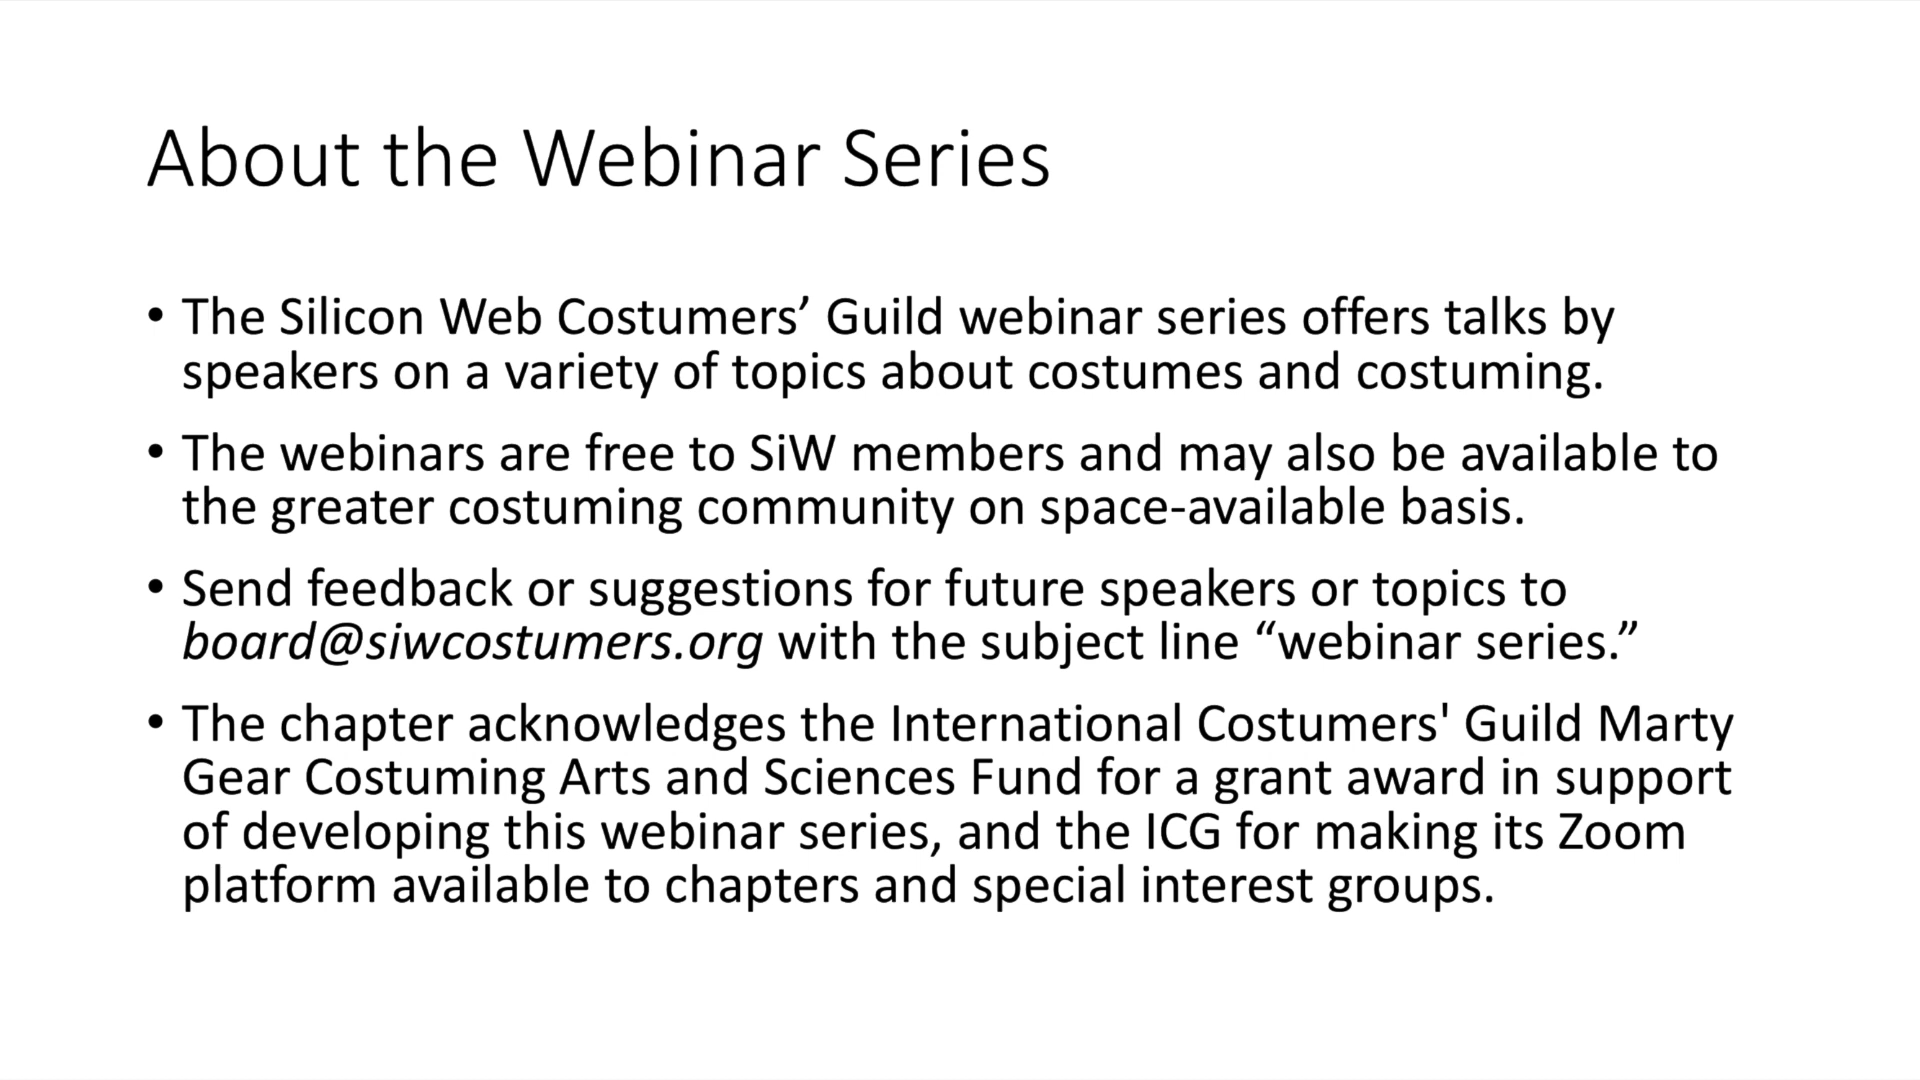 About the Webinar Series
• The Silicon Web Costumers’ Guild webinar series offers talks by
speakers on a variety of topics about costumes and costuming.
• The webinars are free to SiW members and may also be available to
the greater costuming community on space-available basis.
• Send feedback or suggestions for future speakers or topics to
board@siwcostumers.org with the subject line “webinar series.”
• The chapter acknowledges the International Costumers' Guild Marty
Gear Costuming Arts and Sciences Fund for a grant award in support
of developing this webinar series, and the ICG for making its Zoom
platform available to chapters and special interest groups.